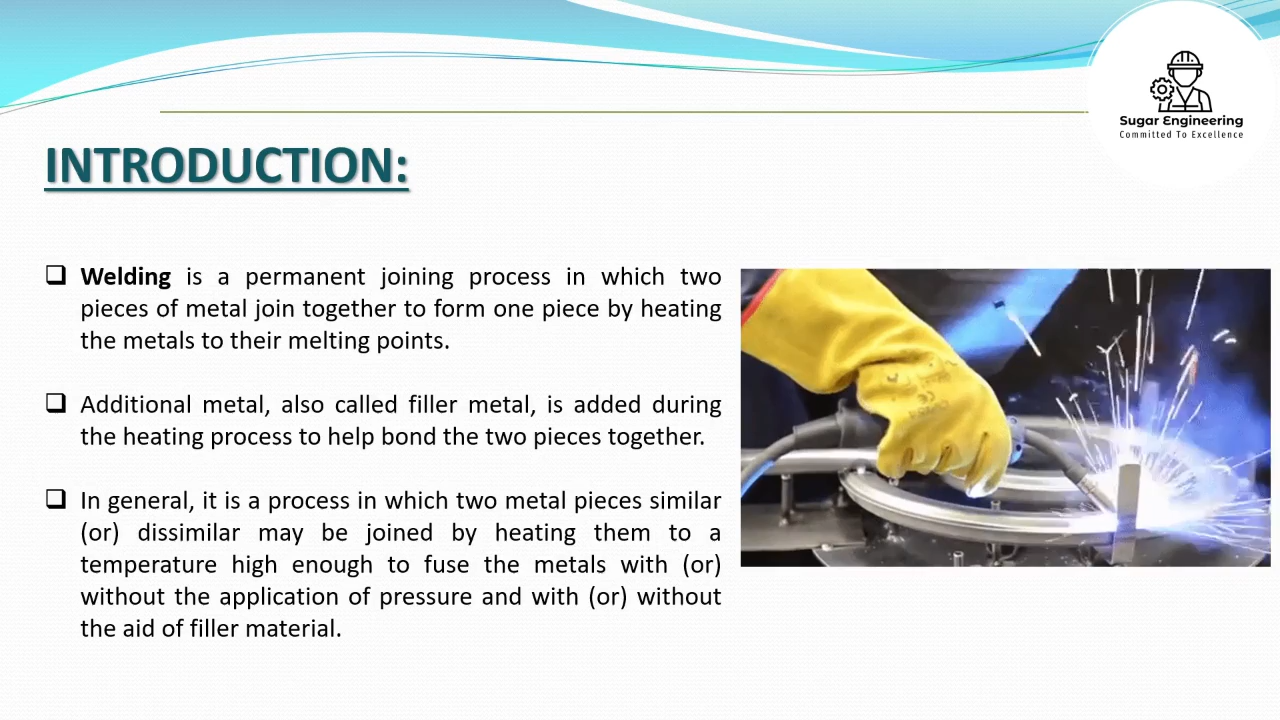 Sugar Engineering
Committed To Excellence
INTRODUCTION:
❑ Welding is a permanent joining process in which two
pieces of metal join together to form one piece by heating
the metals to their melting points.
❑ Additional metal, also called filler metal, is added during
the heating process to help bond the two pieces together.
❑ In general, it is a process in which two metal pieces similar
(or) dissimilar may be joined by heating them to a
temperature high enough to fuse the metals with (or)
without the application of pressure and with (or) without
the aid of filler material.